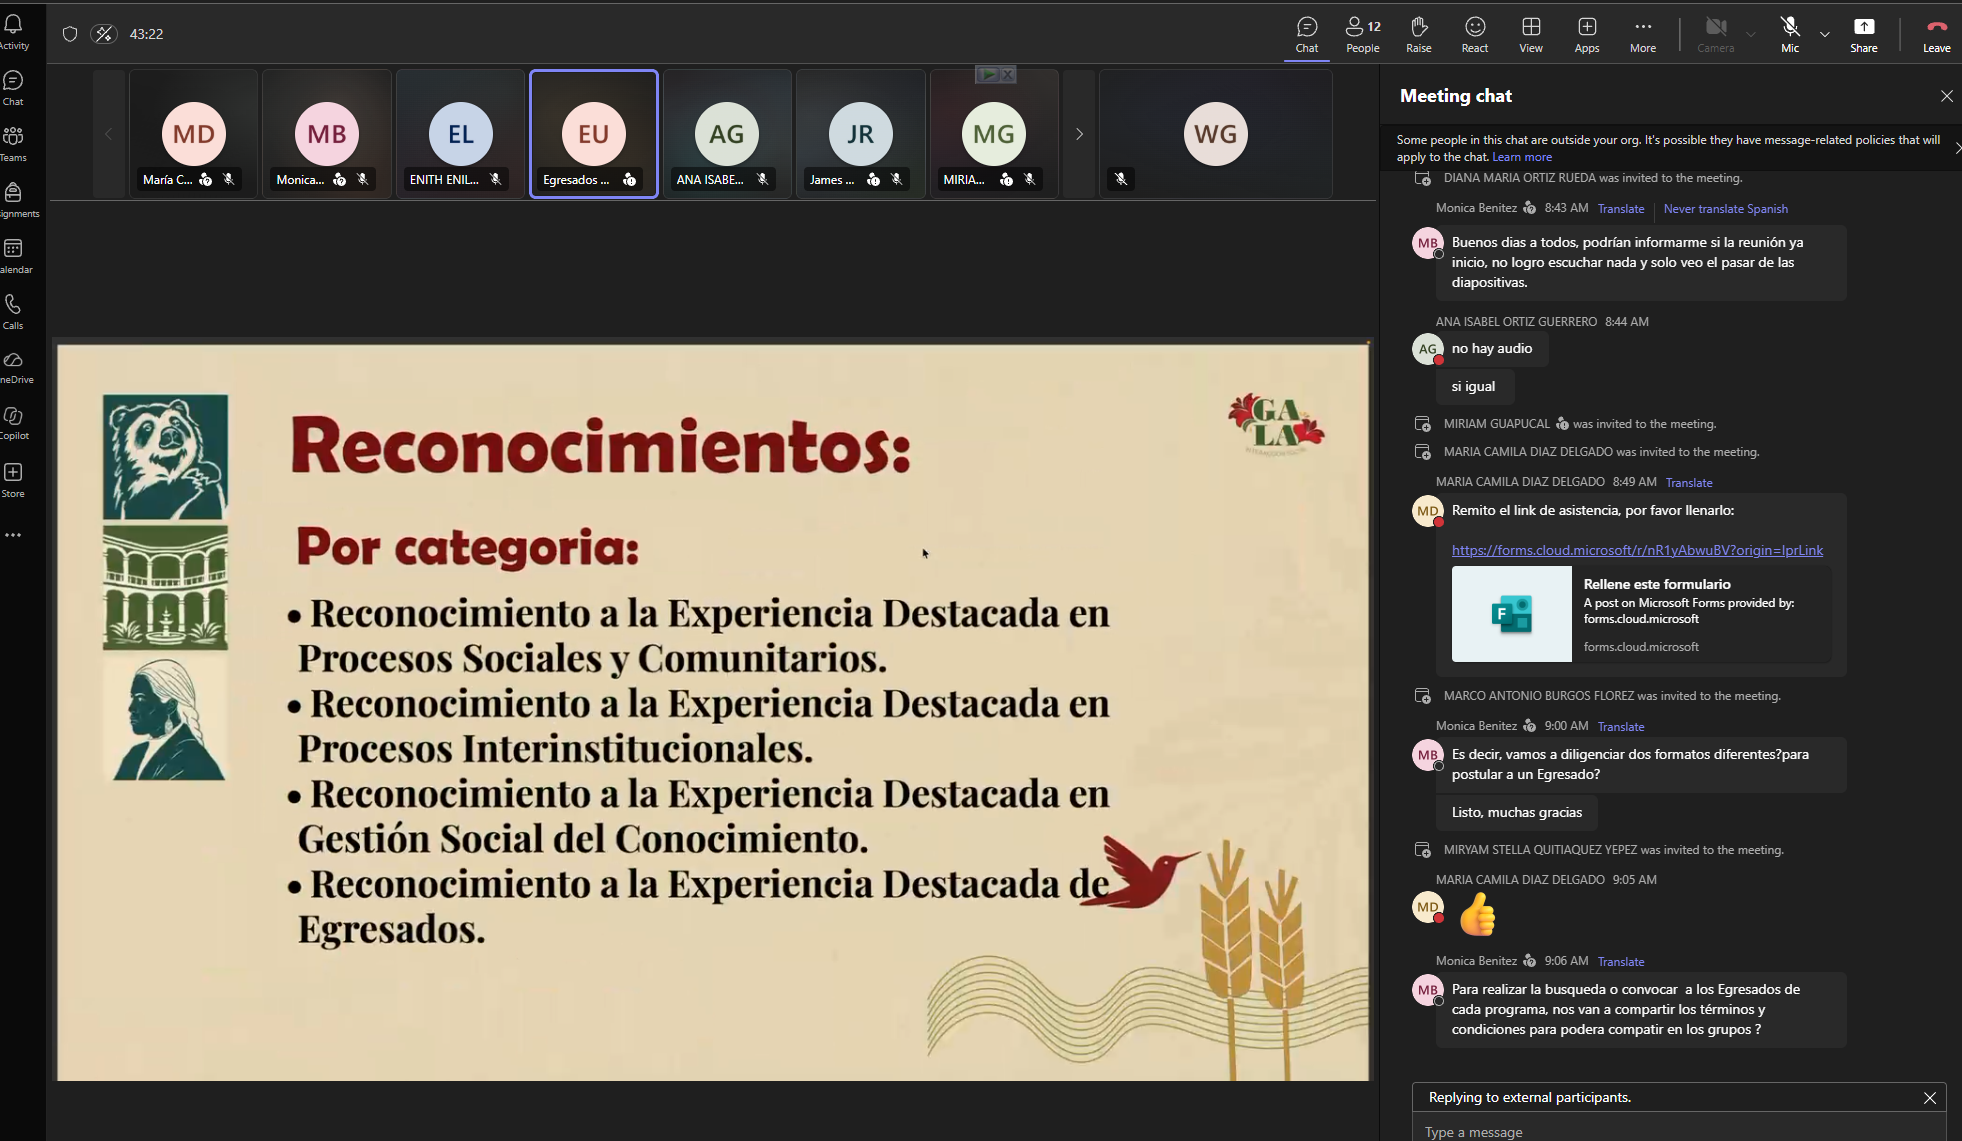 Activity
Chat
Teams
ignments
alendar
Calls
neDrive
Copilot
Store
43:22
Chat
12
People
Raise
React
View
Apps
More
Camera
Mic
Share
Leave
MD
María C...
MB
Monica...
EL
ENITH ENIL...
EU
Egresados ...
AG
ANA ISABE...
JR
James ...
MG
MIRIA...
WG
Reconocimientos:
GA
LA
Por categoria:
• Reconocimiento a la Experiencia Destacada en
Procesos Sociales y Comunitarios.
• Reconocimiento a la Experiencia Destacada en
Procesos Interinstitucionales.
• Reconocimiento a la Experiencia Destacada en
Gestión Social del Conocimiento.
• Reconocimiento a la Experiencia Destacada de
Egresados.
Meeting chat
Some people in this chat are outside your org. It's possible they have message-related policies that will
apply to the chat. Learn more
DIANA MARIA ORTIZ RUEDA was invited to the meeting.
Monica Benitez 8:43 AM Translate Never translate Spanish
MB
Buenos dias a todos, podrían informarme si la reunión ya
inicio, no logro escuchar nada y solo veo el pasar de las
diapositivas.
ANA ISABEL ORTIZ GUERRERO 8:44 AM
AG
no hay audio
si igual
MIRIAM GUAPUCAL was invited to the meeting.
MARIA CAMILA DIAZ DELGADO was invited to the meeting.
MARIA CAMILA DIAZ DELGADO 8:49 AM Translate
MD
Remito el link de asistencia, por favor llenarlo:
https://forms.cloud.microsoft/r/nR1yAbwuBV?origin=lprLink
F
Rellene este formulario
A post on Microsoft Forms provided by:
forms.cloud.microsoft
forms.cloud.microsoft
MARCO ANTONIO BURGOS FLOREZ was invited to the meeting.
Monica Benitez 9:00 AM Translate
MB
Es decir, vamos a diligenciar dos formatos diferentes?para
postular a un Egresado?
Listo, muchas gracias
MIRYAM STELLA QUITIAQUEZ YEPEZ was invited to the meeting.
MARIA CAMILA DIAZ DELGADO 9:05 AM
MD
Monica Benitez 9:06 AM Translate
MB
Para realizar la busqueda o convocar a los Egresados de
cada programa, nos van a compartir los términos y
condiciones para podera compatir en los grupos ?
Replying to external participants.
Type a message